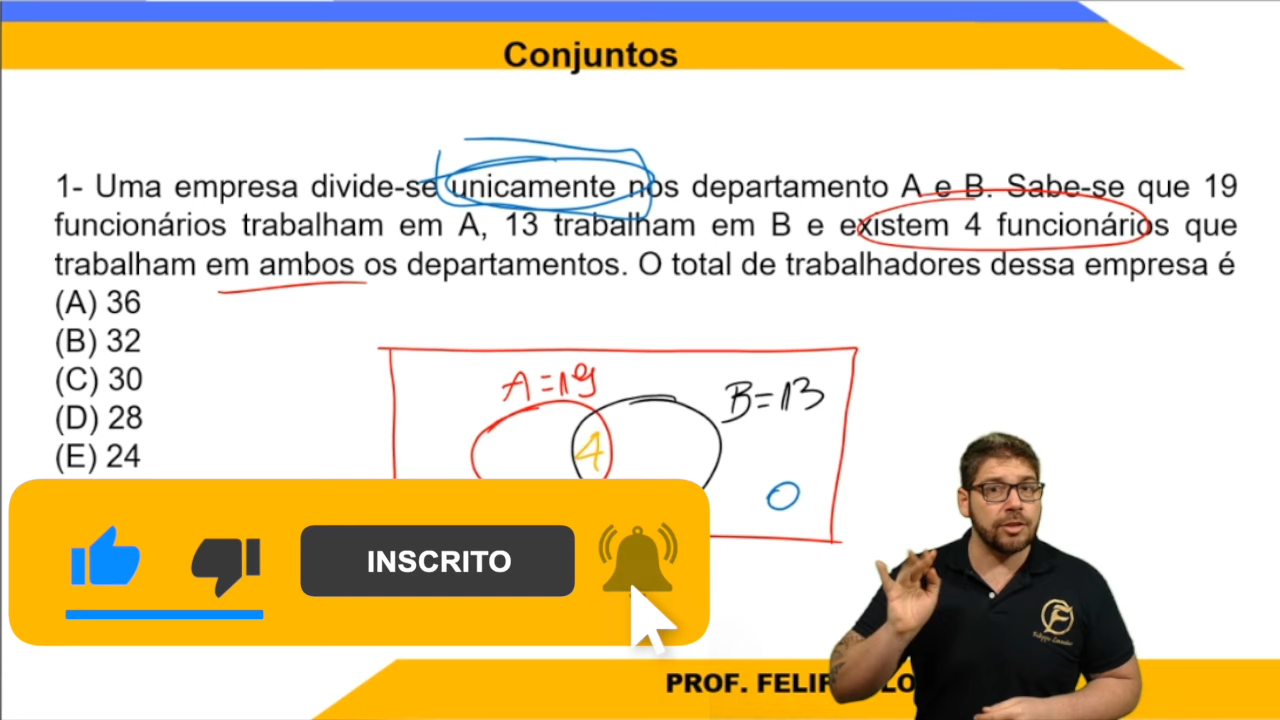 Conjuntos
1- Uma empresa divide-se unicamente nos departamento A e B. Sabe-se que 19
funcionários trabalham em A, 13 trabalham em B e existem 4 funcionários que
trabalham em ambos os departamentos. O total de trabalhadores dessa empresa é
(A) 36
(B) 32
(C) 30
(D) 28
(E) 24
A=19
B=13
4
0
INSCRITO
PROF.